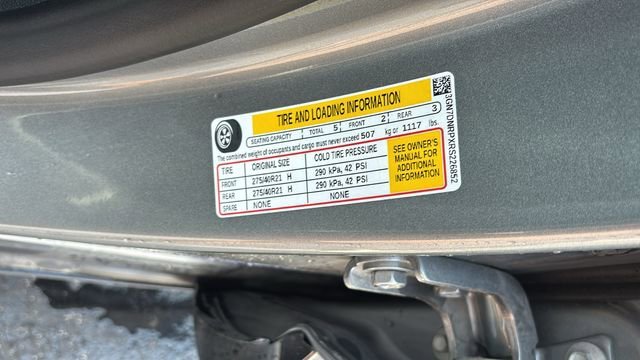 TIRE AND LOADING INFORMATION
SEATING CAPACITY TOTAL 5 FRONT 2 REAR 3
The combined weight of occupants and cargo must never exceed 507 kg or 1117 lbs.
TIRE ORIGINAL SIZE COLD TIRE PRESSURE
FRONT 275/40R21 H 290 kPa, 42 PSI
REAR 275/40R21 H 290 kPa, 42 PSI
SPARE NONE NONE
SEE OWNER'S
MANUAL FOR
ADDITIONAL
INFORMATION
3GN7DNRPXRS226852